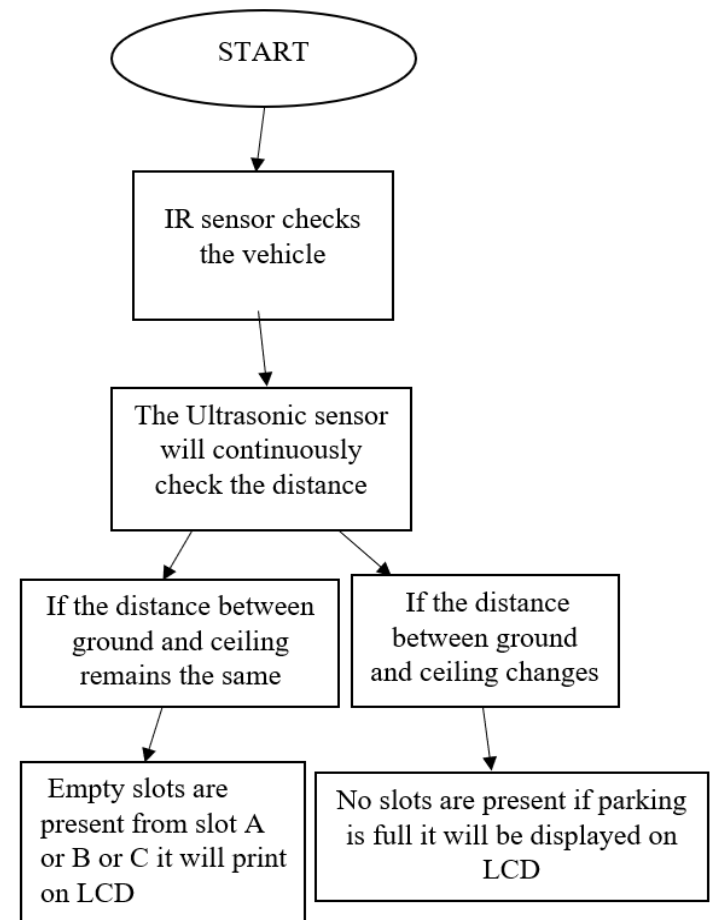 START
IR sensor checks
the vehicle
The Ultrasonic sensor
will continuously
check the distance
If the distance between
ground and ceiling
remains the same
If the distance
between ground
and ceiling changes
Empty slots are
present from slot A
or B or C it will print
on LCD
No slots are present if parking
is full it will be displayed on
LCD